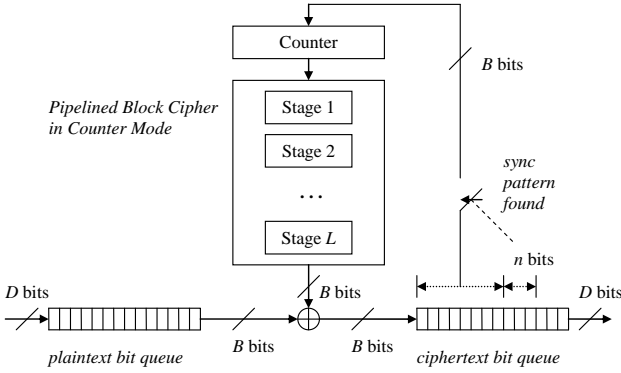 Counter
B bits
Pipelined Block Cipher
in Counter Mode
Stage 1
Stage 2
...
Stage L
sync
pattern
found
n bits
D bits
B bits
D bits
B bits
B bits
plaintext bit queue
ciphertext bit queue